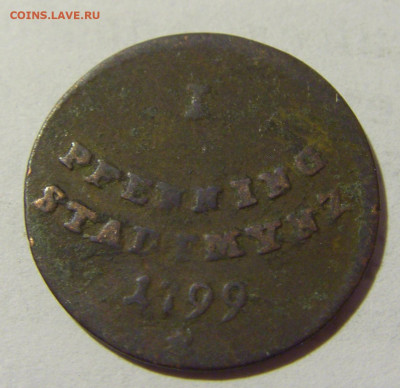 COINS.LAVE.RU
I
PFENNING
STADTMYNZ
1799